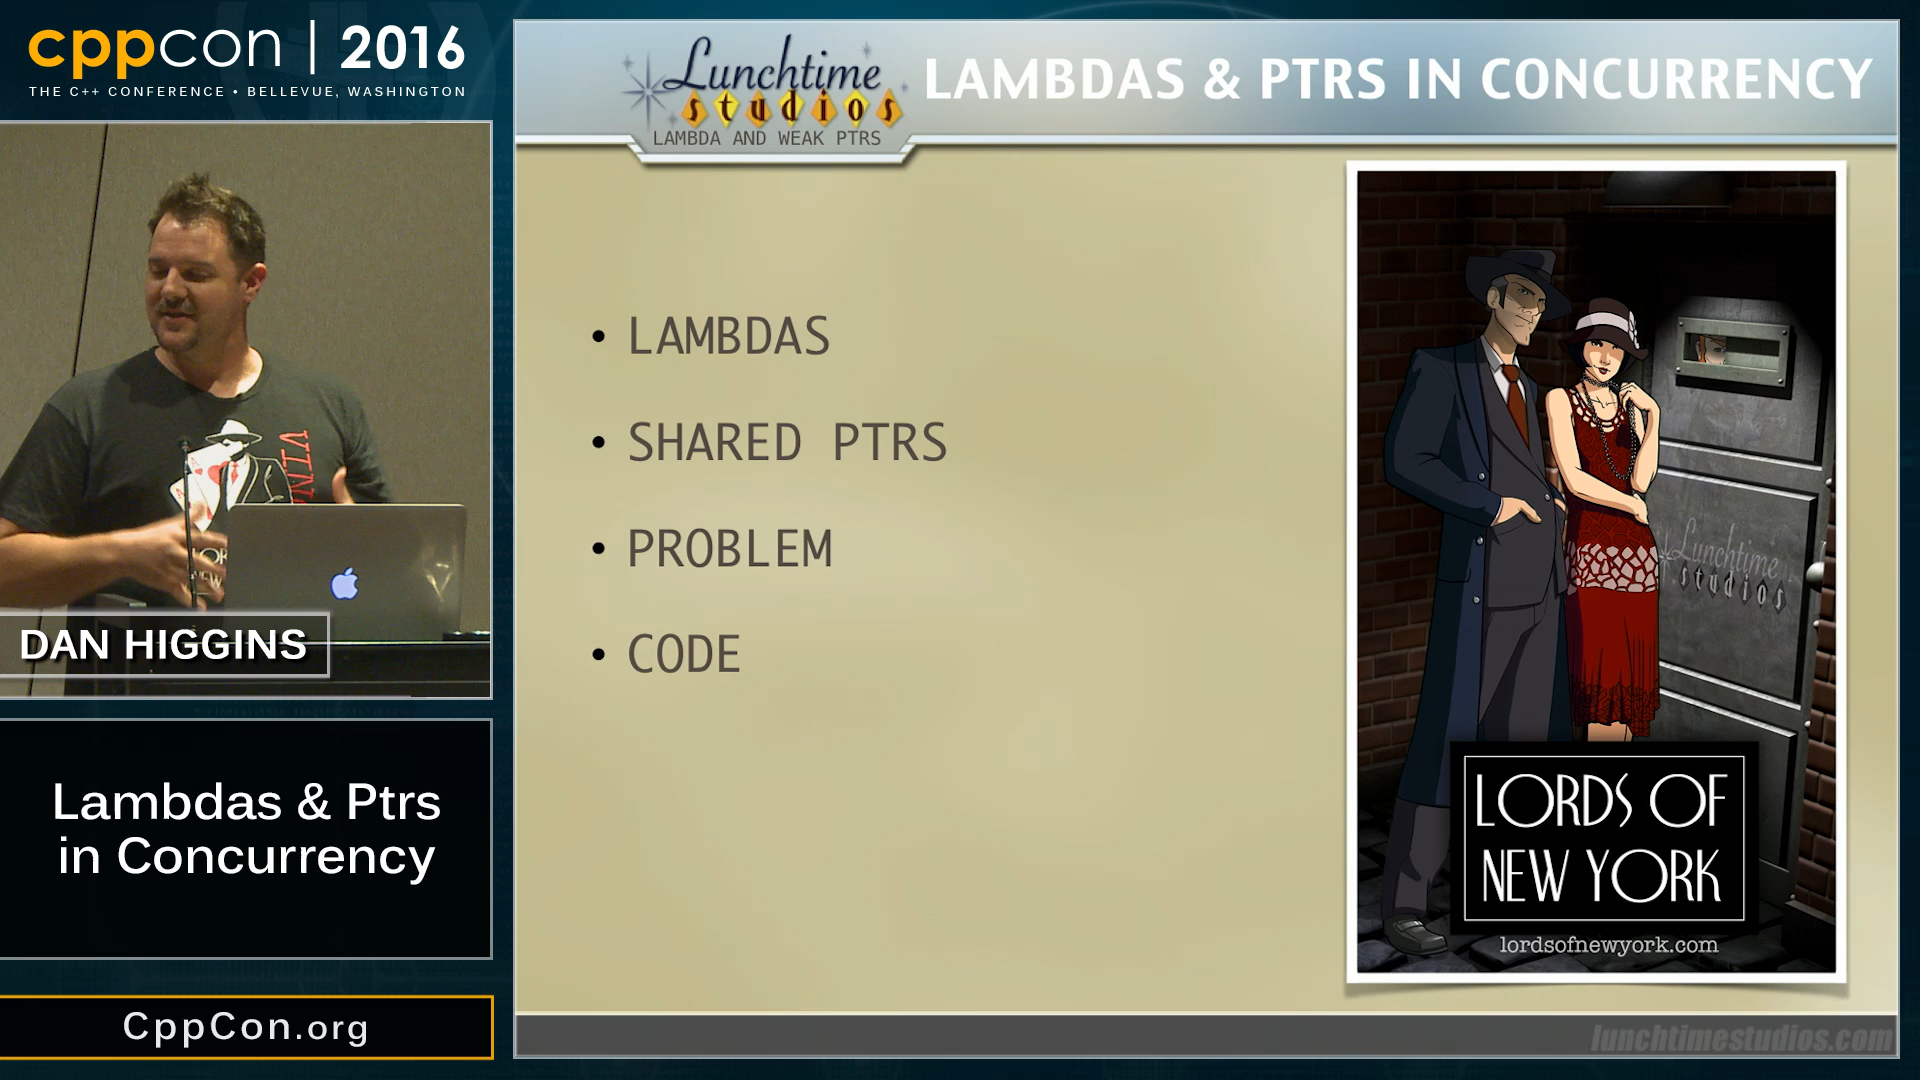 cppcon | 2016
THE C++ CONFERENCE • BELLEVUE, WASHINGTON
DAN HIGGINS
Lambdas & Ptrs
in Concurrency
CppCon.org
Lunchtime
studios
LAMBDA AND WEAK PTRS
LAMBDAS & PTRS IN CONCURRENCY
• LAMBDAS
• SHARED PTRS
• PROBLEM
• CODE
Lunchtime
studios
LORDS OF
NEW YORK
lordsofnewyork.com
lunchtimestudios.com